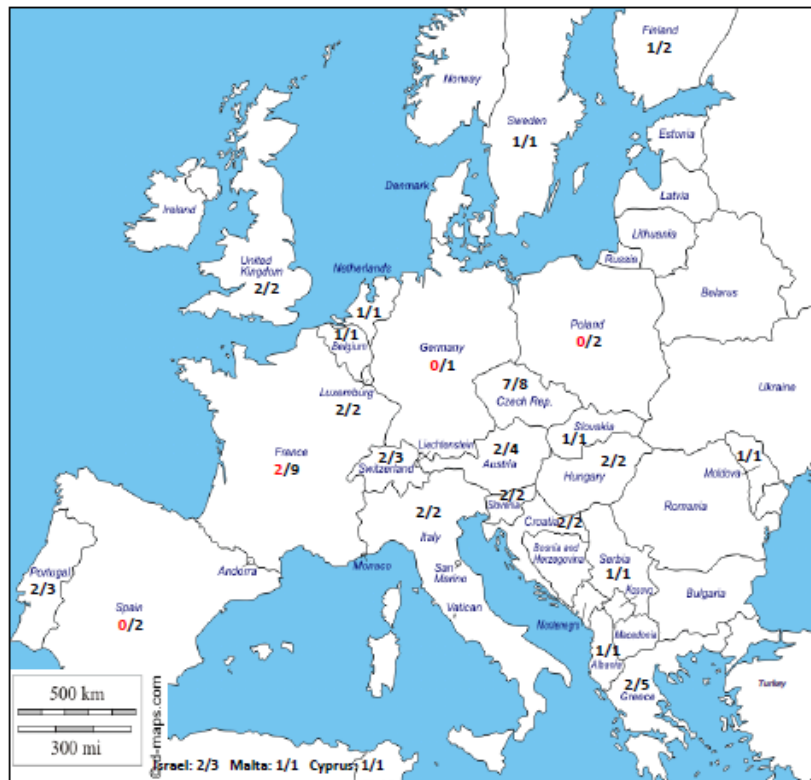 Finland
1/2
Norway
Sweden
1/1
Estonia
Denmark
Latvia
Ireland
Lithuania
Russia
United
Kingdom
2/2
Netherlands
1/1
Belarus
1/1
Belgium
Germany
0/1
Poland
0/2
Luxemburg
2/2
7/8
Czech Rep.
Ukraine
Slovakia
1/1
France
2/9
2/3
Switzerland
Liechtenstein
2/4
Austria
2/2
Hungary
1/1
Moldova
2/2
Slovenia
Croatia 2/2
Romania
2/2
Italy
Bosnia and
Herzegovina
Serbia
1/1
Monaco
San
Marino
Andorra
Kosovo
Bulgaria
Portugal
2/3
Spain
0/2
Vatican
Montenegro
Macedonia
1/1
Albania
2/5
Greece
Turkey
500 km
300 mi
d-maps.com
Israel: 2/3 Malta: 1/1 Cyprus: 1/1